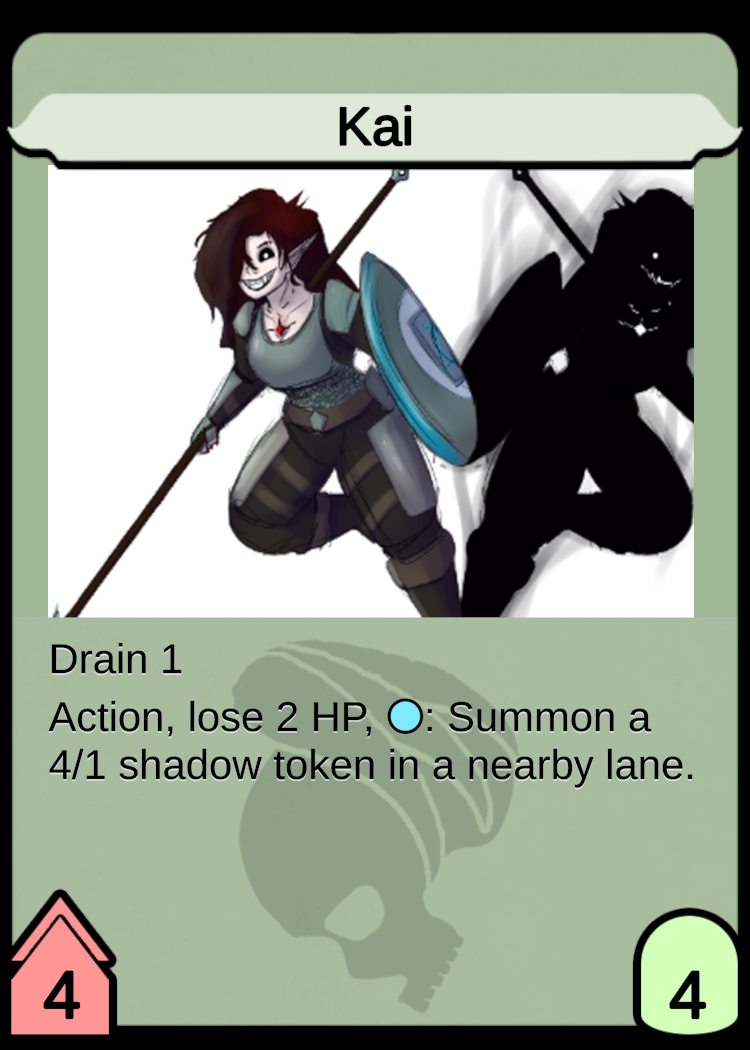 Kai
Drain 1
Action, lose 2 HP, : Summon a
4/1 shadow token in a nearby lane.
4
4